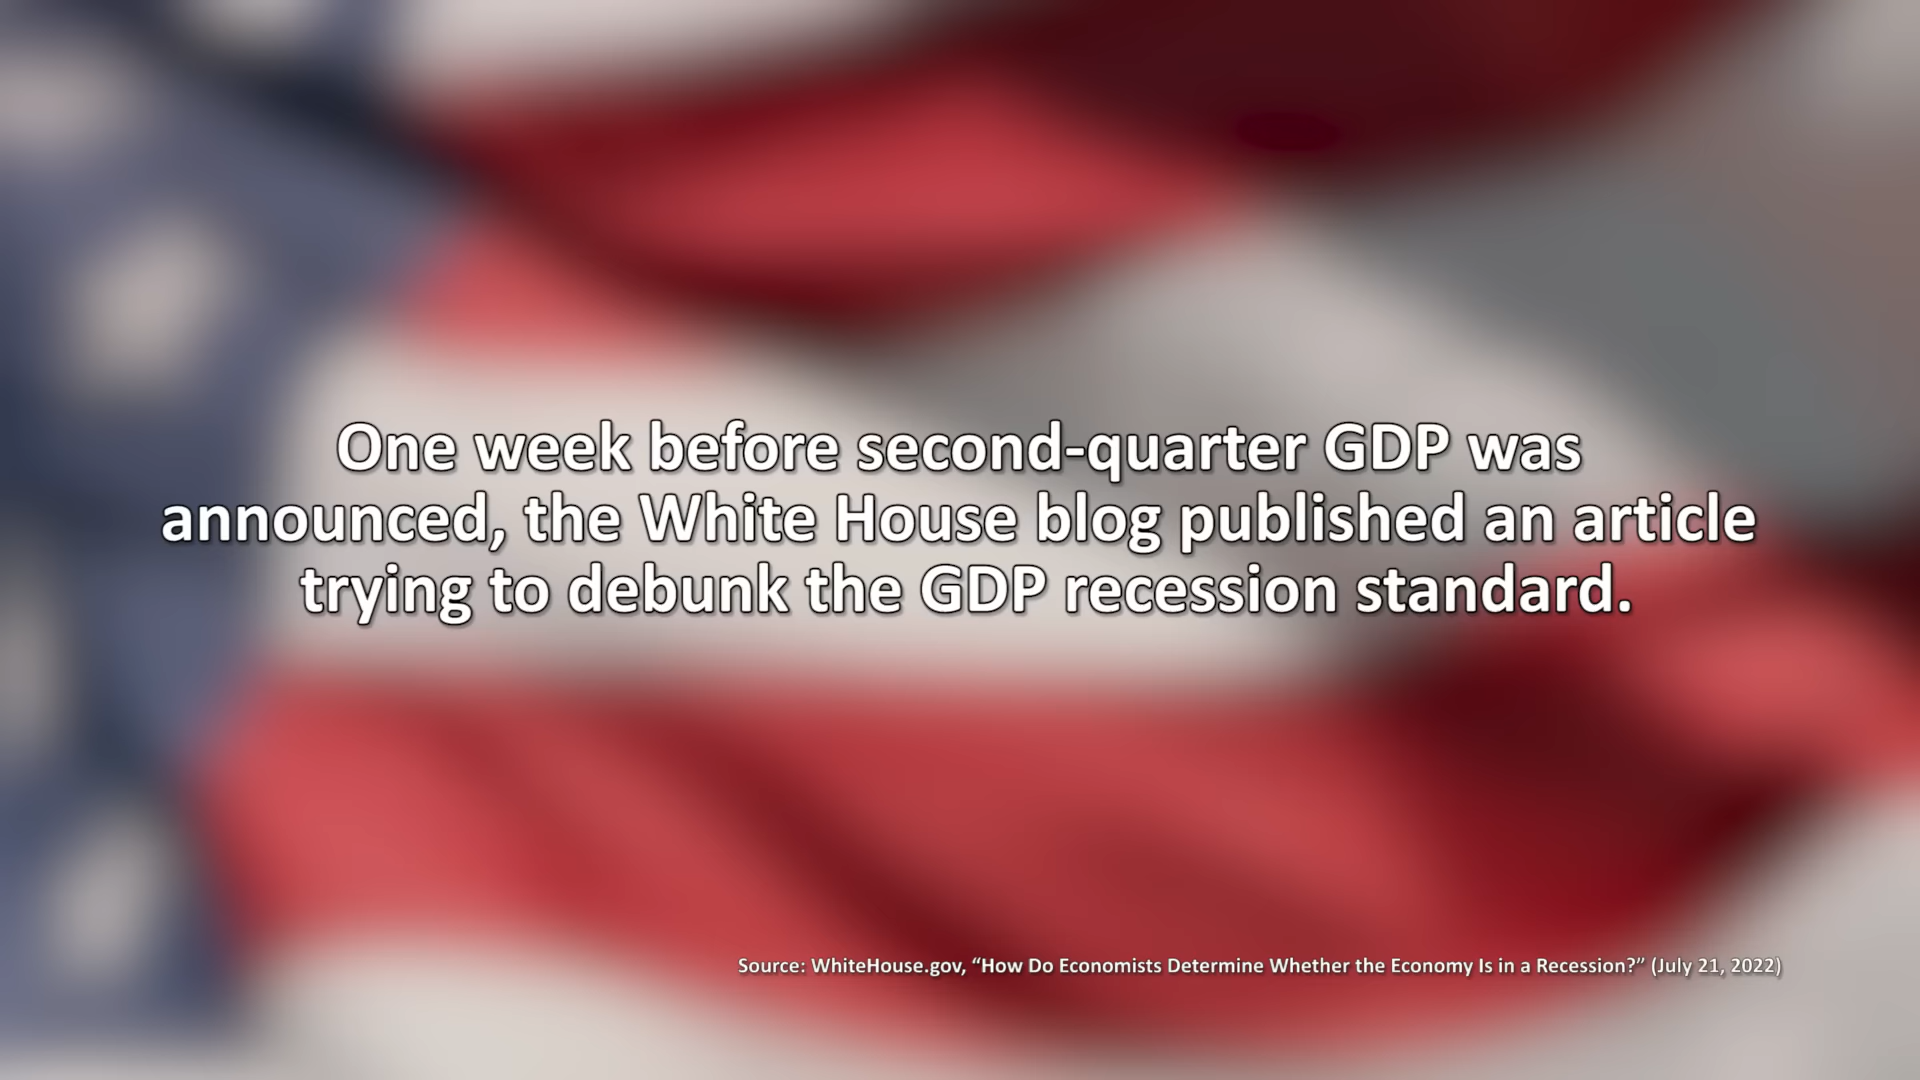 One week before second-quarter GDP was
announced, the White House blog published an article
trying to debunk the GDP recession standard.
Source: WhiteHouse.gov, “How Do Economists Determine Whether the Economy Is in a Recession?” (July 21, 2022)